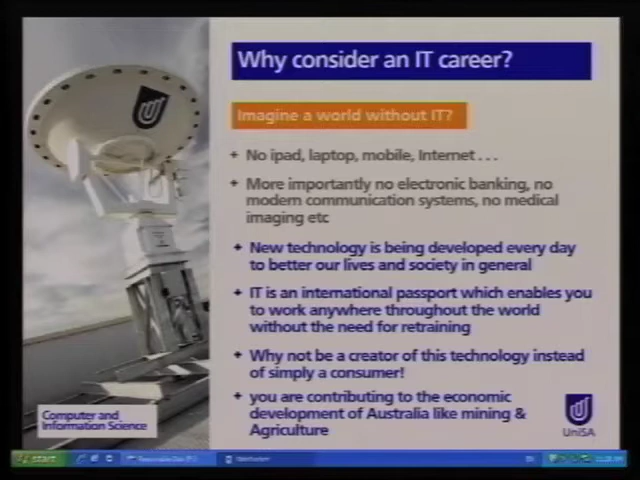 Why consider an IT career?
Imagine a world without IT?
+ No ipad, laptop, mobile, Internet . . .
+ More importantly no electronic banking, no
modern communication systems, no medical
imaging etc
+ New technology is being developed every day
to better our lives and society in general
+ IT is an international passport which enables you
to work anywhere throughout the world
without the need for retraining
+ Why not be a creator of this technology instead
of simply a consumer!
+ you are contributing to the economic
development of Australia like mining &
Agriculture
Computer and
Information Science
UniSA
start